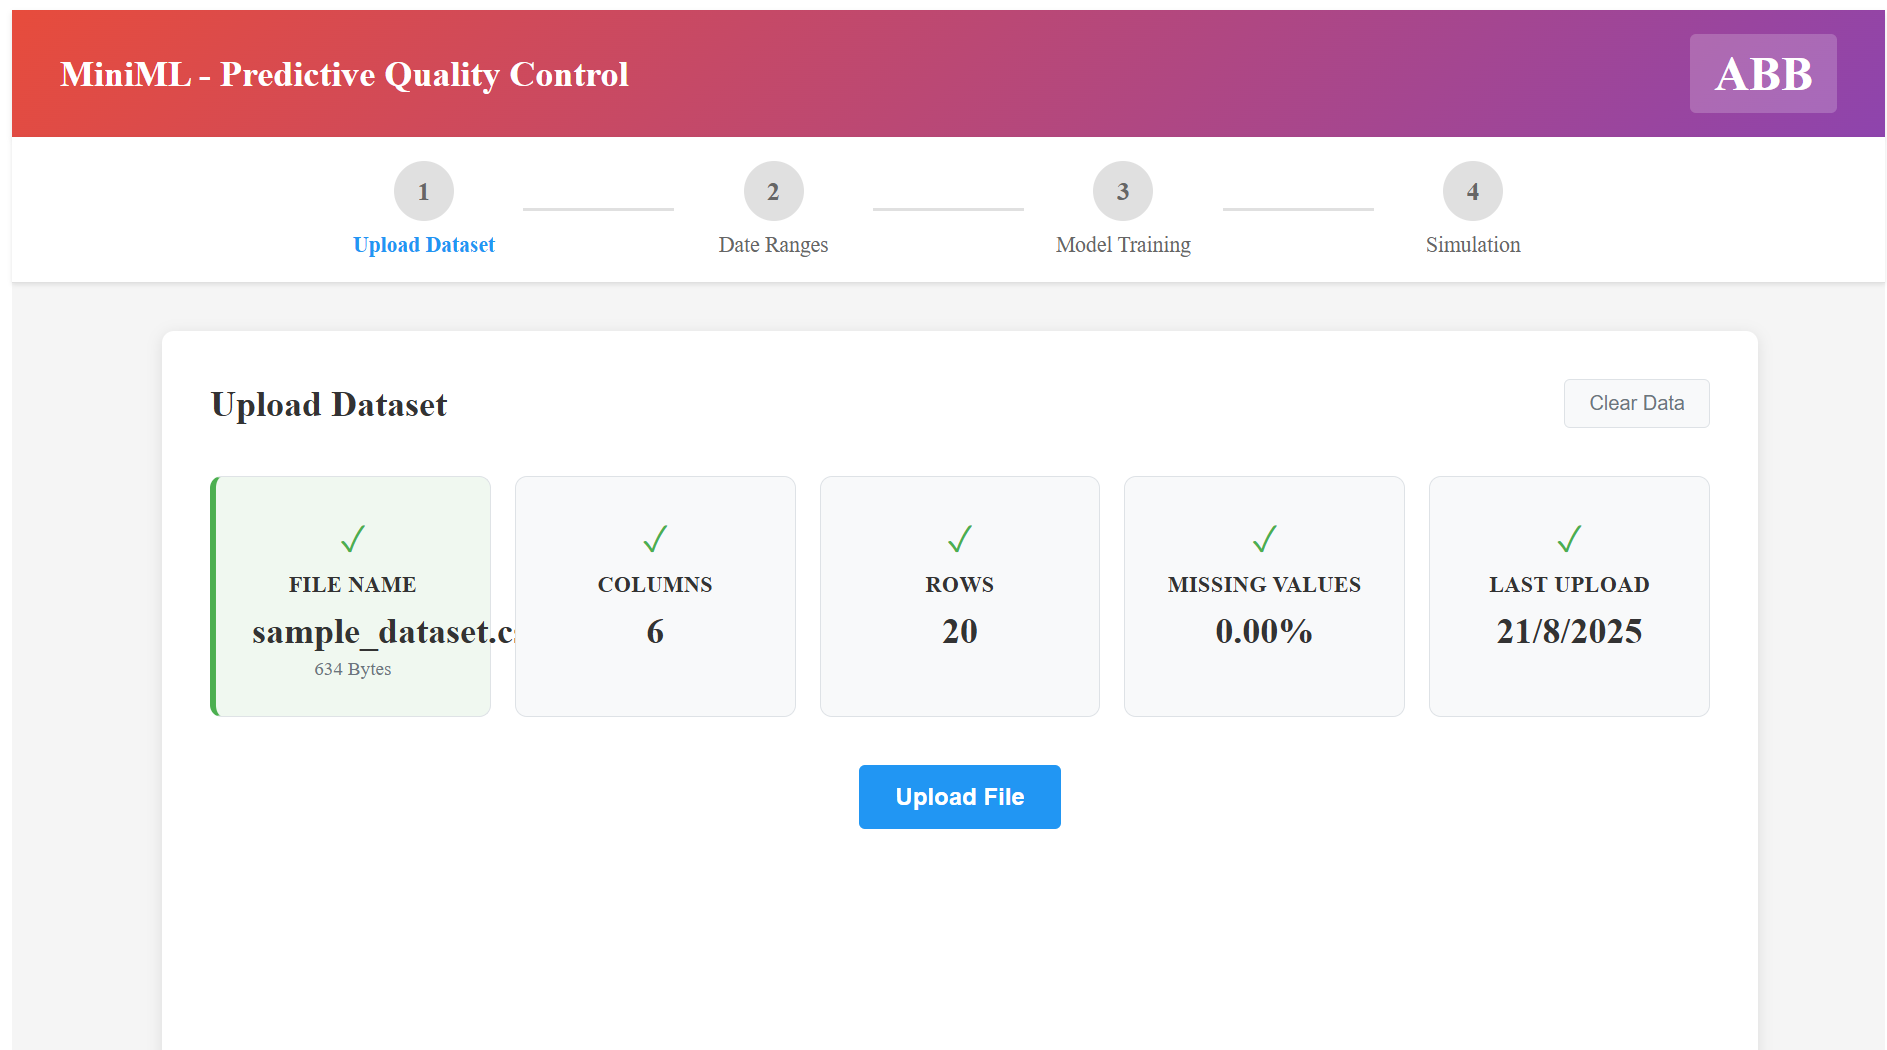 MiniML - Predictive Quality Control
ABB
1
2
3
4
Upload Dataset
Date Ranges
Model Training
Simulation
Upload Dataset
Clear Data
✓
✓
✓
✓
✓
FILE NAME
COLUMNS
ROWS
MISSING VALUES
LAST UPLOAD
sample_dataset.c
6
20
0.00%
21/8/2025
634 Bytes
Upload File